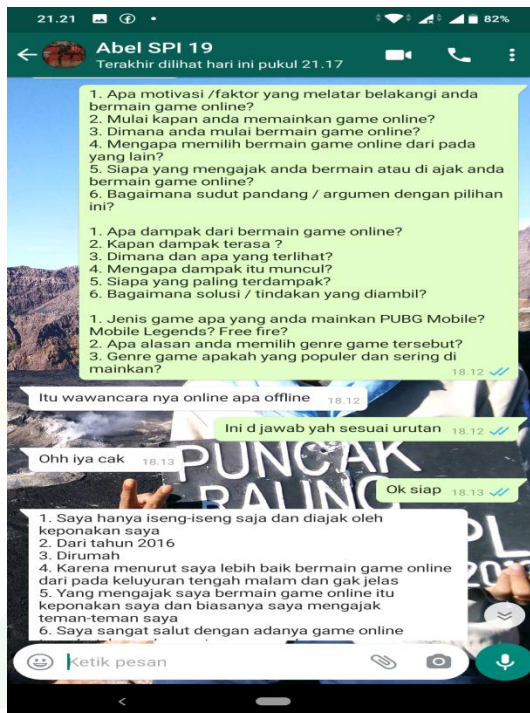 21.21
82%
Abel SPI 19
Terakhir dilihat hari ini pukul 21.17
1. Apa motivasi /faktor yang melatar belakangi anda
bermain game online?
2. Mulai kapan anda memainkan game online?
3. Dimana anda mulai bermain game online?
4. Mengapa memilih bermain game online dari pada
yang lain?
5. Siapa yang mengajak anda bermain atau di ajak anda
bermain game online?
6. Bagaimana sudut pandang / argumen dengan pilihan
ini?
1. Apa dampak dari bermain game online?
2. Kapan dampak terasa ?
3. Dimana dan apa yang terlihat?
4. Mengapa dampak itu muncul?
5. Siapa yang paling terdampak?
6. Bagaimana solusi / tindakan yang diambil?
1. Jenis game apa yang anda mainkan PUBG Mobile?
Mobile Legends? Free fire?
2. Apa alasan anda memilih genre game tersebut?
3. Genre game apakah yang populer dan sering di
mainkan?
18.12
Itu wawancara nya online apa offline 18.12
Ini d jawab yah sesuai urutan 18.12
Ohh iya cak 18.13
PUNCAK
Ok siap 18.13
RAUNG
1. Saya hanya iseng-iseng saja dan diajak oleh
keponakan saya
2. Dari tahun 2016
3. Dirumah
4. Karena menurut saya lebih baik bermain game online
dari pada keluyuran tengah malam dan gak jelas
5. Yang mengajak saya bermain game online itu
keponakan saya dan biasanya saya mengajak
teman-teman saya
6. Saya sangat salut dengan adanya game online
Ketik pesan